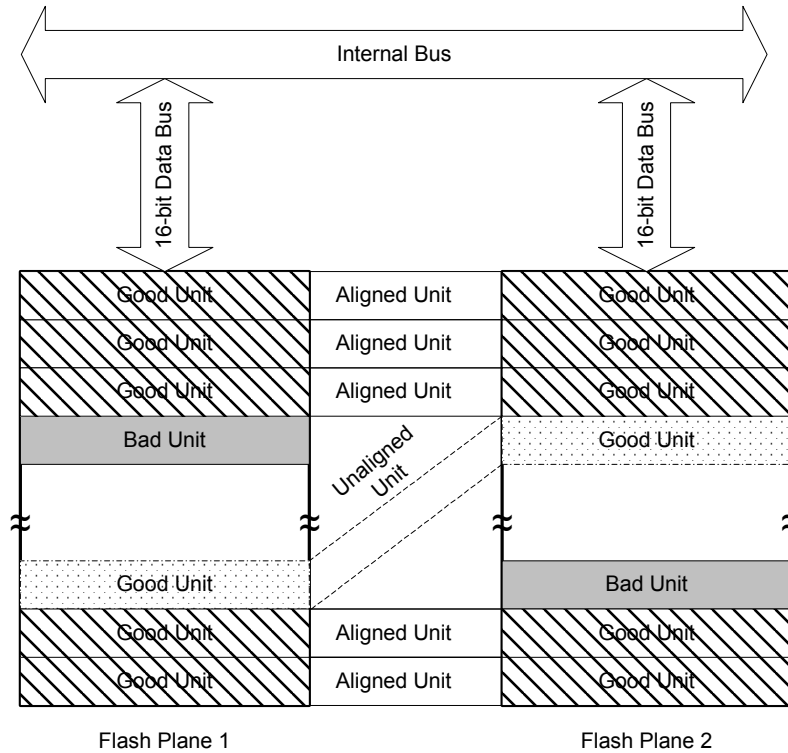 Internal Bus
16-bit Data Bus
16-bit Data Bus
Good Unit
Aligned Unit
Good Unit
Good Unit
Aligned Unit
Good Unit
Good Unit
Aligned Unit
Good Unit
Bad Unit
Unaligned
Unit
Good Unit
Good Unit
Bad Unit
Good Unit
Aligned Unit
Good Unit
Good Unit
Aligned Unit
Good Unit
Flash Plane 1
Flash Plane 2